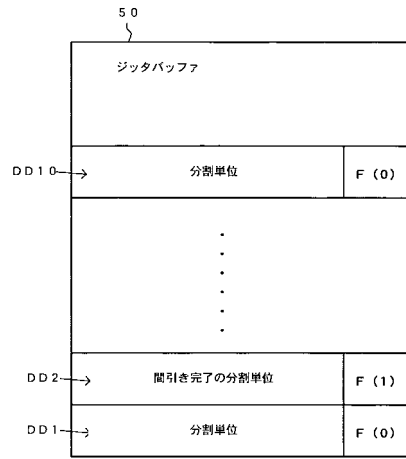 50
ジッタバッファ
DD10
分割単位
F(0)
DD2
間引き完了の分割単位
F(1)
DD1
分割単位
F(0)